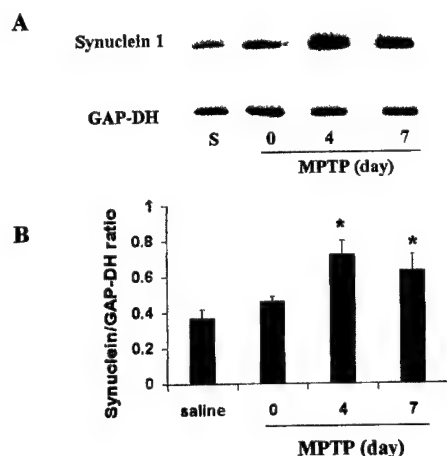 A
Synuclein 1
GAP-DH
S 0 4 7
MPTP (day)
B
Synuclein/GAP-DH ratio
1
0.8
0.6
0.4
0.2
0
* *
saline 0 4 7
MPTP (day)